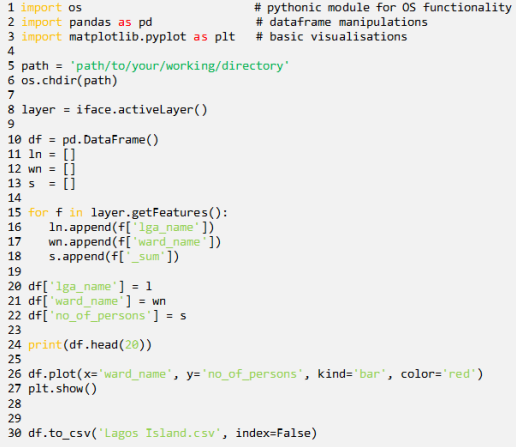 1 import os # pythonic module for OS functionality
2 import pandas as pd # dataframe manipulations
3 import matplotlib.pyplot as plt # basic visualisations
4
5 path = 'path/to/your/working/directory'
6 os.chdir(path)
7
8 layer = iface.activeLayer()
9
10 df = pd.DataFrame()
11 ln = []
12 wn = []
13 s = []
14
15 for f in layer.getFeatures():
16 ln.append(f['lga_name'])
17 wn.append(f['ward_name'])
18 s.append(f['_sum'])
19
20 df['lga_name'] = l
21 df['ward_name'] = wn
22 df['no_of_persons'] = s
23
24 print(df.head(20))
25
26 df.plot(x='ward_name', y='no_of_persons', kind='bar', color='red')
27 plt.show()
28
29
30 df.to_csv('Lagos Island.csv', index=False)